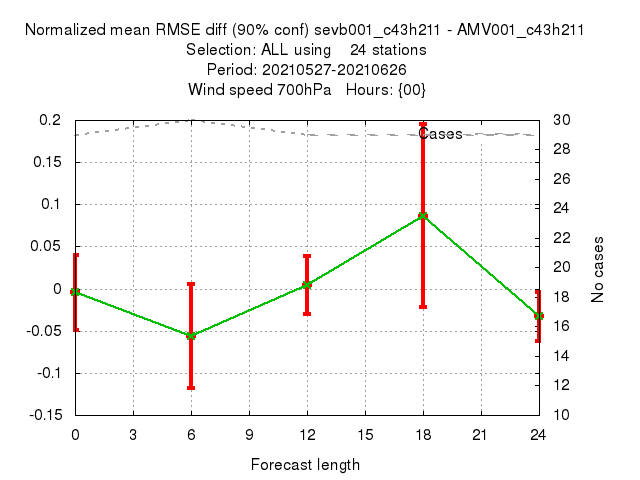 Normalized mean RMSE diff (90% conf) sevb001_c43h211 - AMV001_c43h211
Selection: ALL using    24 stations
Period: 20210527-20210626
Wind speed 700hPa   Hours: {00}
Cases
0.2
0.15
0.1
0.05
0
-0.05
-0.1
-0.15
30
28
26
24
22
20
18
16
14
12
10
No cases
0 3 6 9 12 15 18 21 24
Forecast length